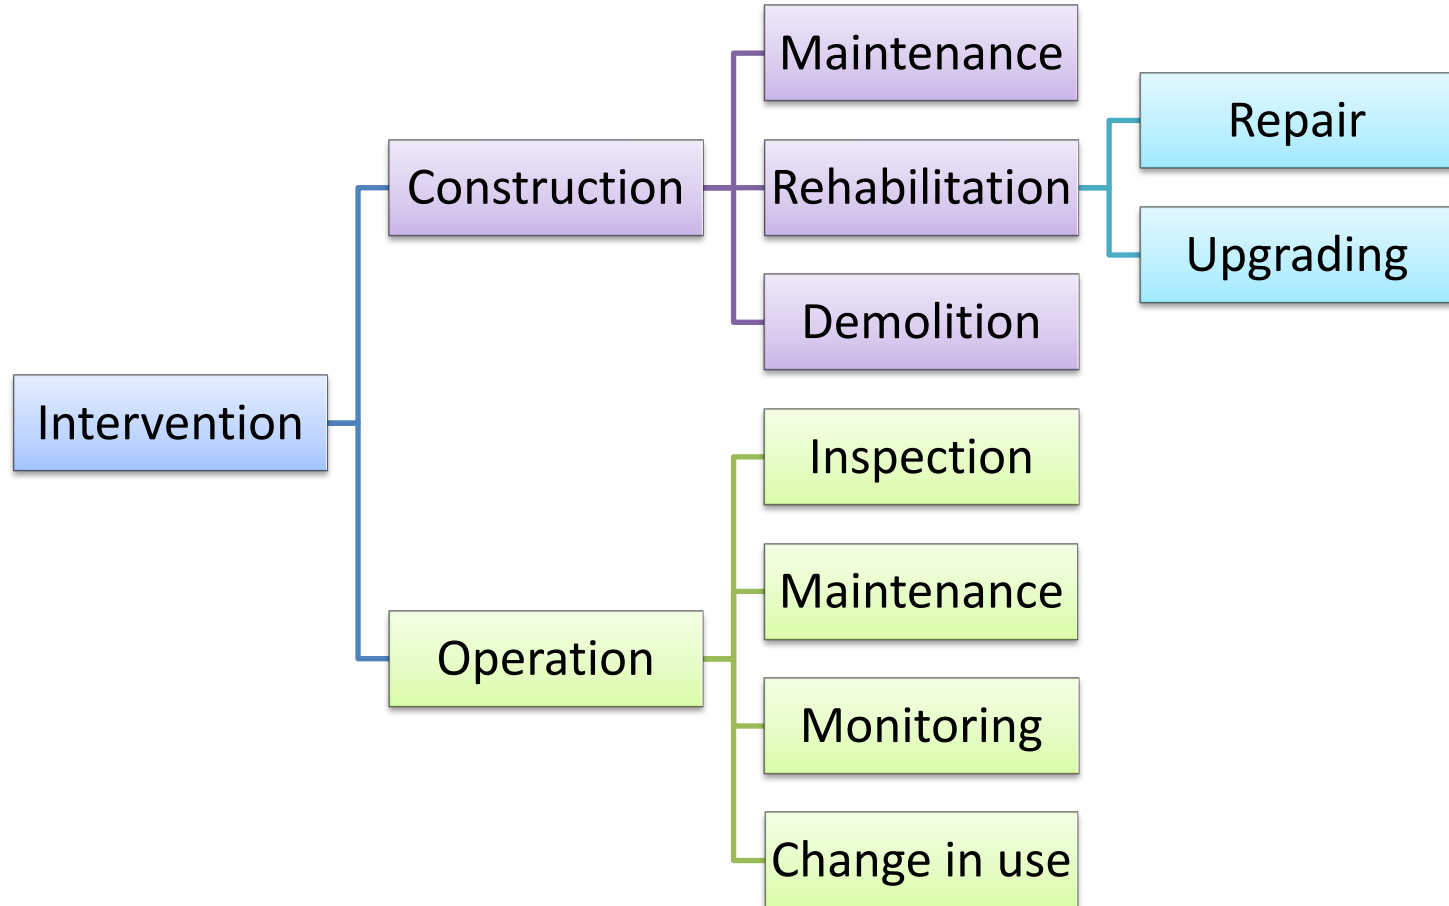 Intervention
Construction
Maintenance
Rehabilitation
Repair
Upgrading
Demolition
Operation
Inspection
Maintenance
Monitoring
Change in use